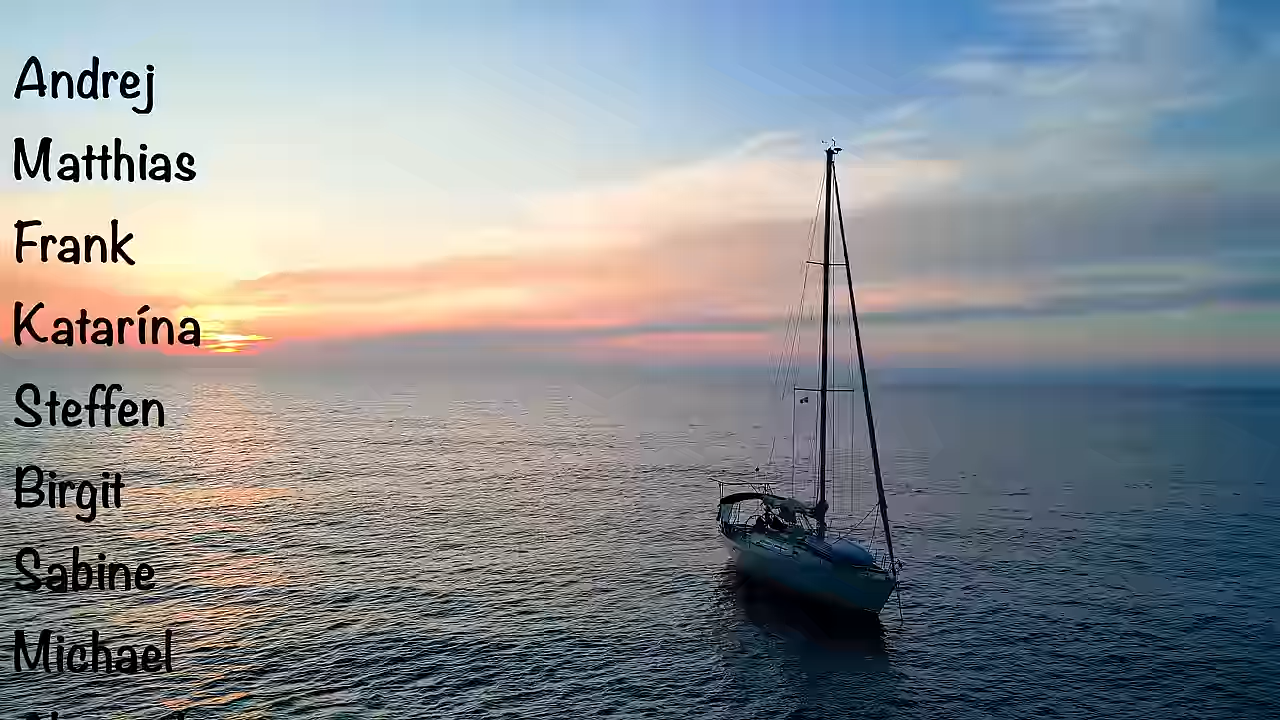 Andrej
Matthias
Frank
Katarína
Steffen
Birgit
Sabine
Michael